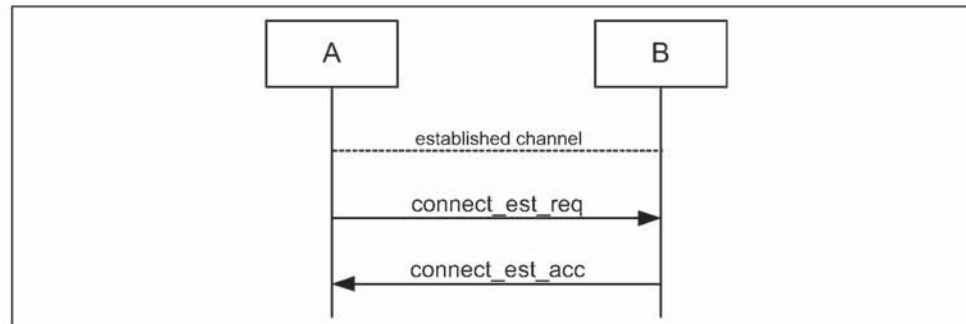 A
B
established channel
connect_est_req
connect_est_acc